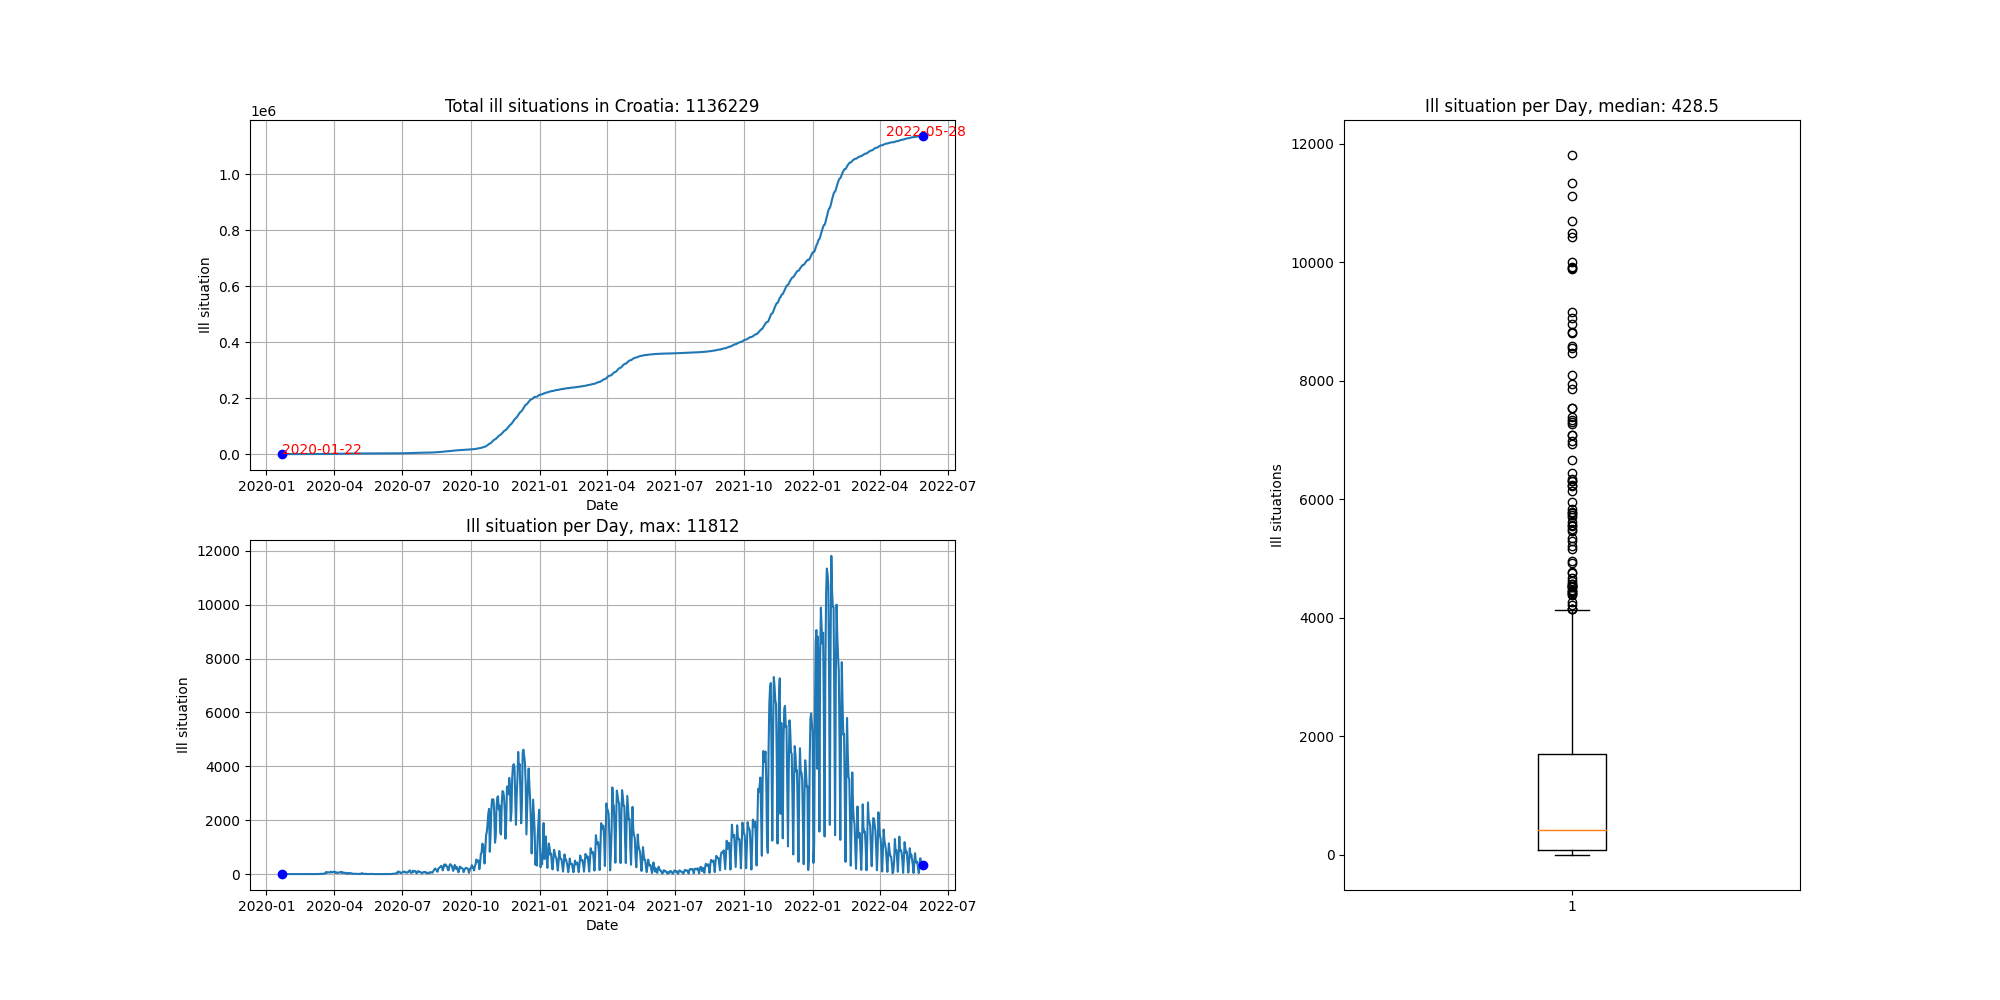 Total ill situations in Croatia: 1136229
1e6
1.0
0.8
0.6
0.4
0.2
0.0
Ill situation
2022-05-28
2020-01-22
2020-01 2020-04 2020-07 2020-10 2021-01 2021-04 2021-07 2021-10 2022-01 2022-04 2022-07
Date
Ill situation per Day, max: 11812
12000
10000
8000
6000
4000
2000
0
Ill situation
2020-01 2020-04 2020-07 2020-10 2021-01 2021-04 2021-07 2021-10 2022-01 2022-04 2022-07
Date
Ill situation per Day, median: 428.5
12000
10000
8000
6000
4000
2000
0
Ill situations
1